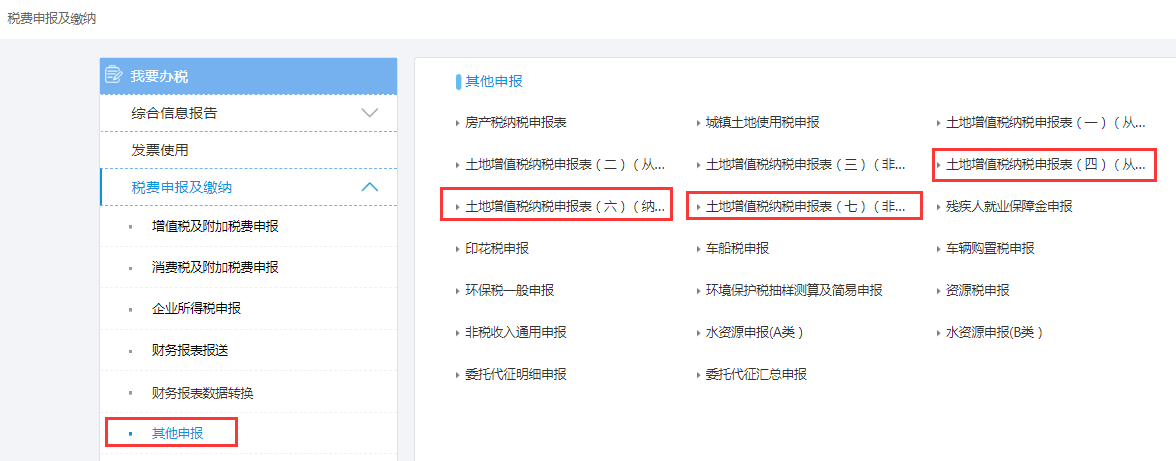 税费申报及缴纳
我要办税
综合信息报告
发票使用
税费申报及缴纳
增值税及附加税费申报
消费税及附加税费申报
企业所得税申报
财务报表报送
财务报表数据转换
其他申报
其他申报
房产税纳税申报表
城镇土地使用税申报
土地增值税纳税申报表（一）（从...
土地增值税纳税申报表（二）（从...
土地增值税纳税申报表（三）（非...
土地增值税纳税申报表（四）（从...
土地增值税纳税申报表（六）（纳...
土地增值税纳税申报表（七）（非...
残疾人就业保障金申报
印花税申报
车船税申报
车辆购置税申报
环保税一般申报
环境保护税抽样测算及简易申报
资源税申报
非税收入通用申报
水资源申报(A类）
水资源申报(B类）
委托代征明细申报
委托代征汇总申报